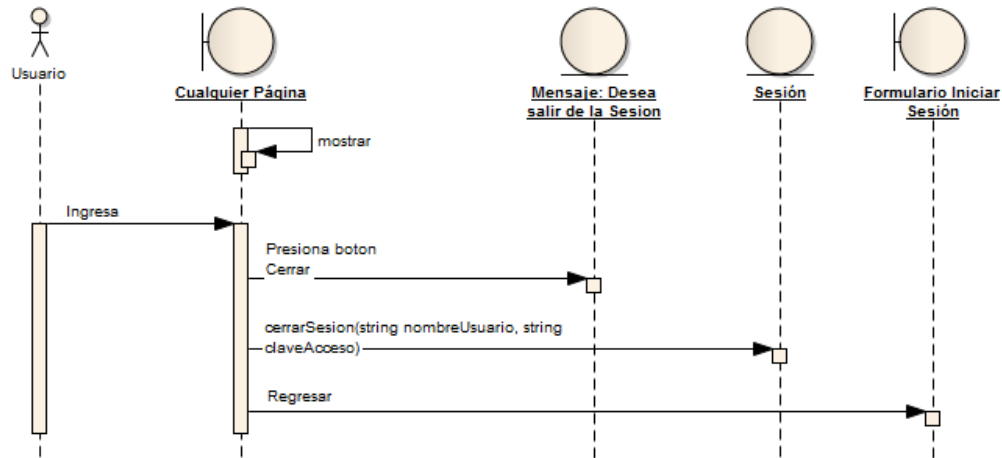 Usuario
Cualquier Página
Mensaje: Desea
salir de la Sesion
Sesión
Formulario Iniciar
Sesión
mostrar
Ingresa
Presiona boton
Cerrar
cerrarSesion(string nombreUsuario, string
claveAcceso)
Regresar